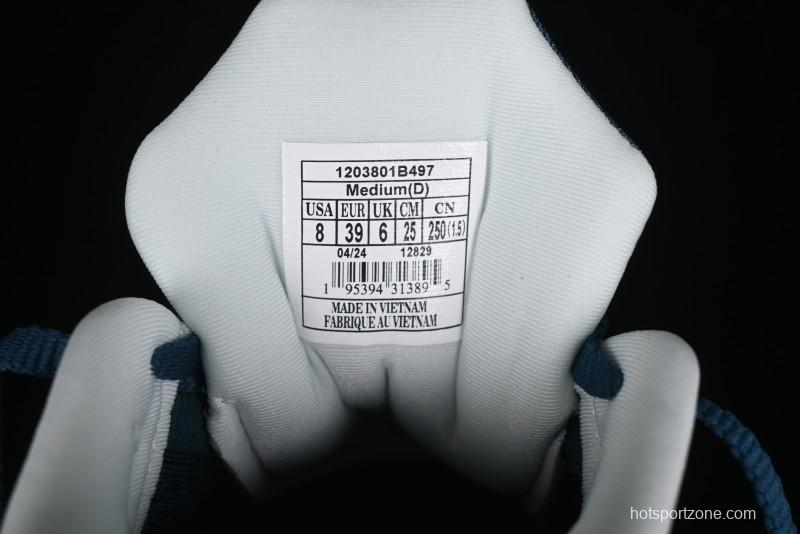 1203801B497
Medium(D)
USA EUR UK CM CN
8 39 6 25 250(1.5)
04/24 12829
1 95394 31389 5
MADE IN VIETNAM
FABRIQUE AU VIETNAM
hotsportzone.com